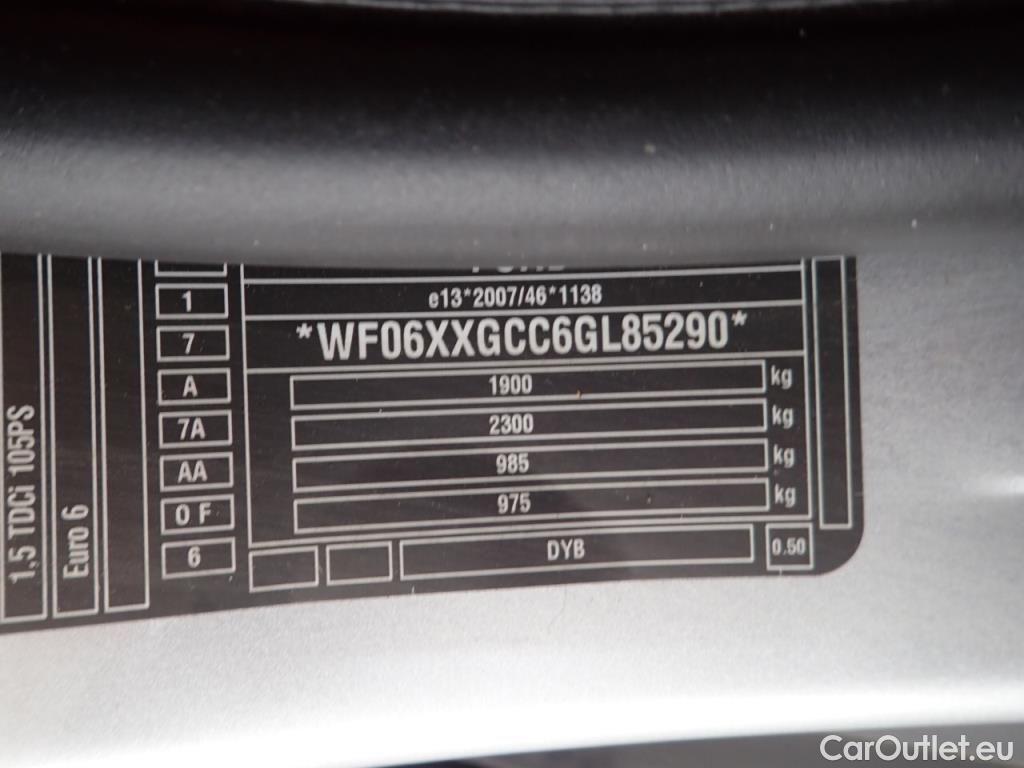 1,5 TDCi 105PS
Euro 6
1
7
A
7A
AA
0 F
6
e13*2007/46*1138
*WF06XXGCC6GL85290*
1900 kg
2300 kg
985 kg
975 kg
DYB
0.50
CarOutlet.eu